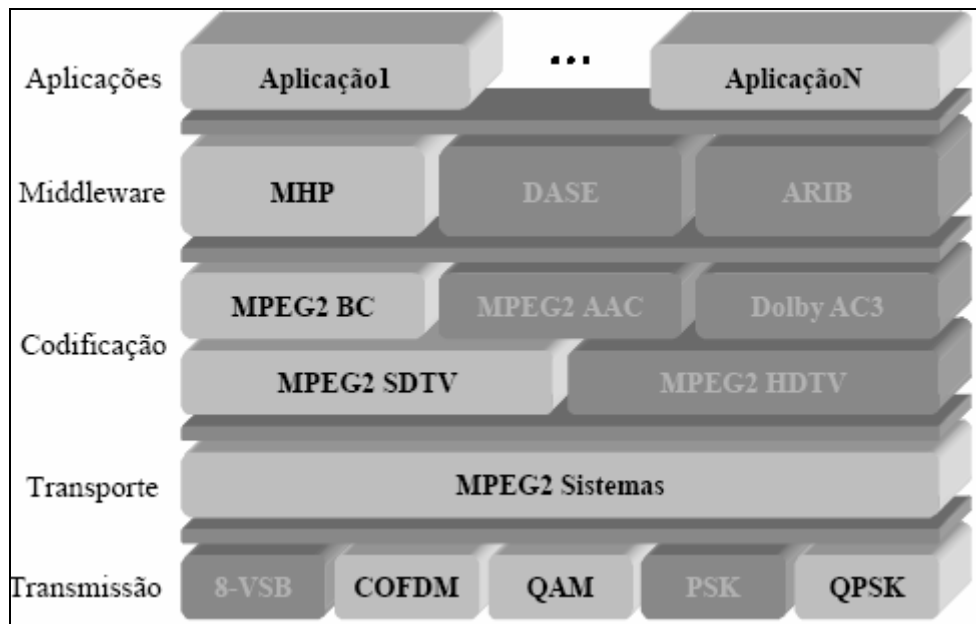 Aplicações
Aplicação1
...
AplicaçãoN
Middleware
MHP
DASE
ARIB
Codificação
MPEG2 BC
MPEG2 AAC
Dolby AC3
MPEG2 SDTV
MPEG2 HDTV
Transporte
MPEG2 Sistemas
Transmissão
8-VSB
COFDM
QAM
PSK
QPSK